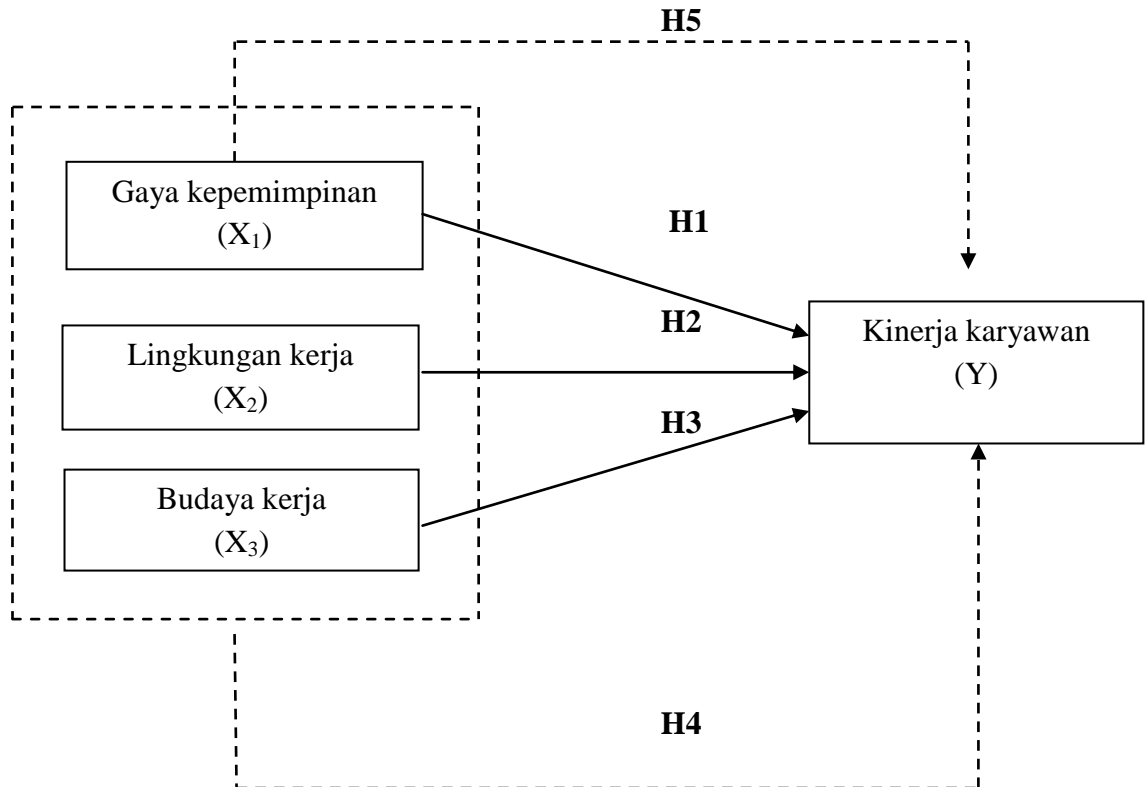 H5
Gaya kepemimpinan
(X₁)
H1
H2
Kinerja karyawan
(Y)
Lingkungan kerja
(X₂)
H3
Budaya kerja
(X₃)
H4